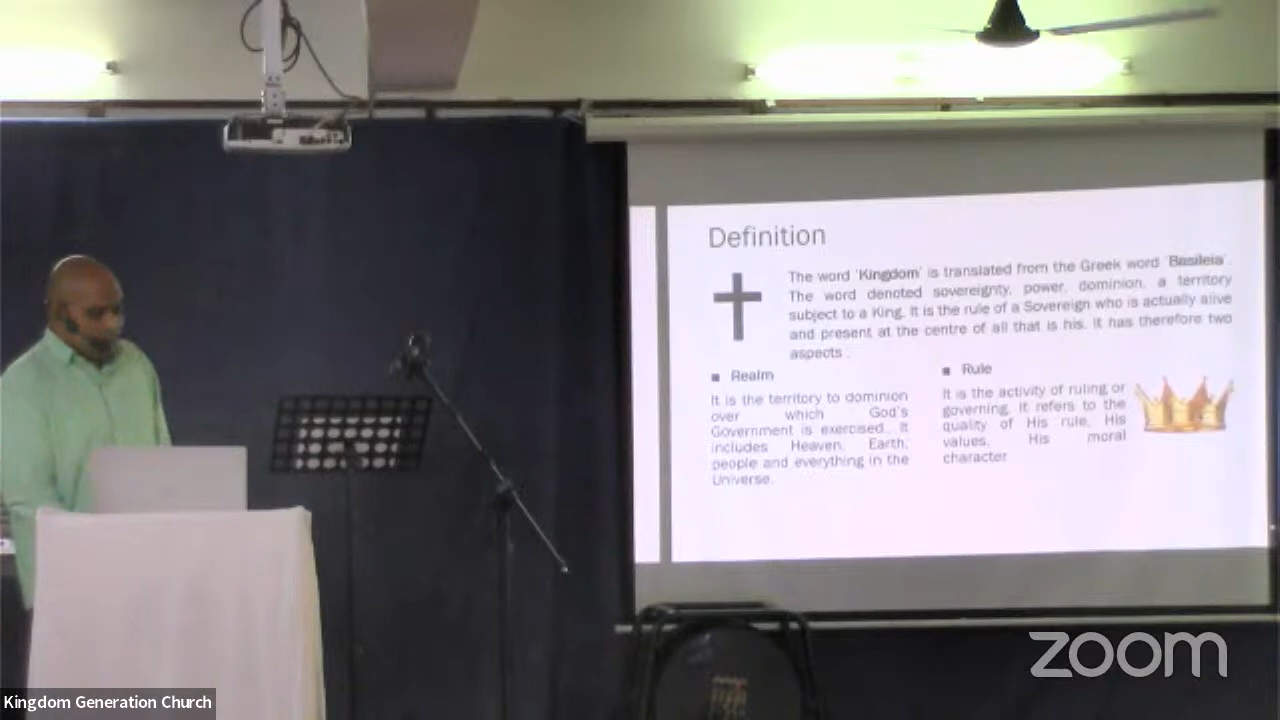 Definition
The word 'Kingdom' is translated from the Greek word 'Basileia'.
The word denoted sovereignty, power, dominion, a territory
subject to a King. It is the rule of a Sovereign who is actually alive
and present at the centre of all that is his. It has therefore two
aspects :
Realm
It is the territory to dominion
over which God's
Government is exercised. It
includes Heaven, Earth,
people and everything in the
Universe.
Rule
It is the activity of ruling or
governing, it refers to the
quality of His rule, His
values, His moral
character
zoom
Kingdom Generation Church